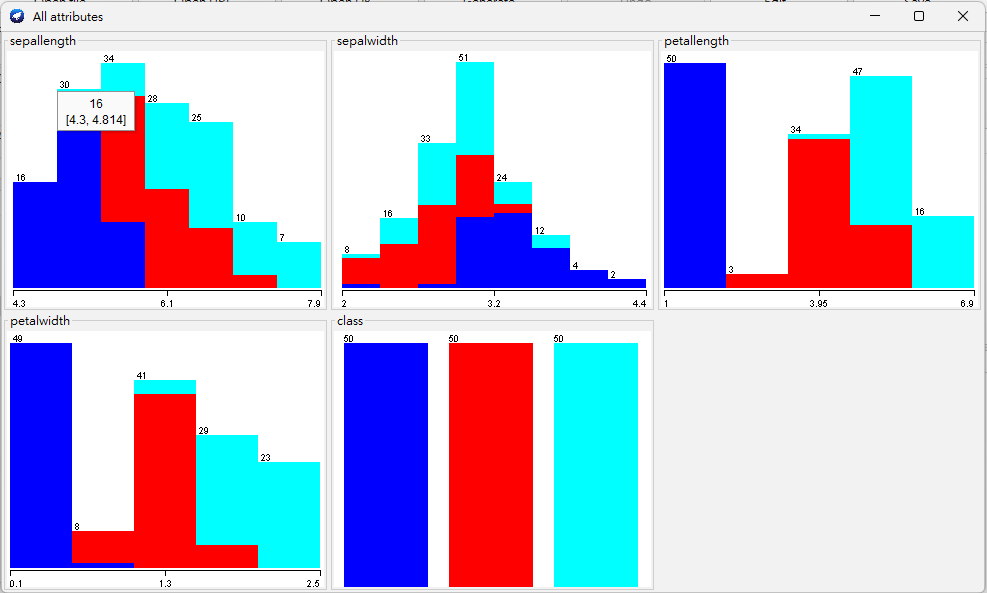 All attributes
sepallength
34
30
28
25
16
10
7
16
[4.3, 4.814]
4.3 6.1 7.9
sepalwidth
51
33
24
16
12
8
4
2
2 3.2 4.4
petallength
50
47
34
16
3
1 3.95 6.9
petalwidth
49
41
29
23
8
0.1 1.3 2.5
class
50 50 50